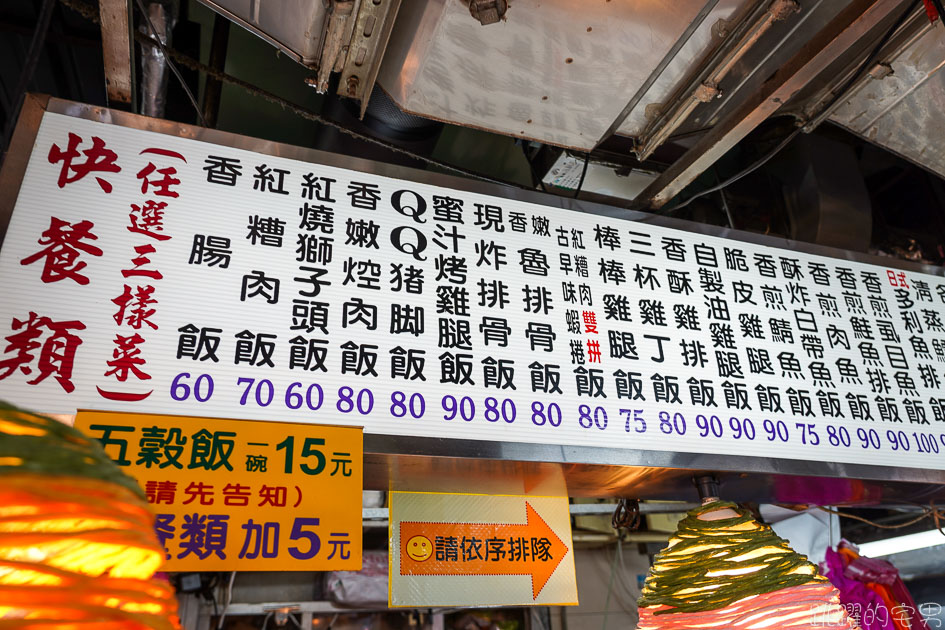 快餐類
(任選三樣菜)
香腸飯 60
紅糟肉飯 70
紅燒獅子頭飯 60
香嫩焢肉飯 80
QQ猪脚飯 80
蜜汁烤雞腿飯 90
現炸排骨飯 80
香嫩魯排骨飯 80
古早味蝦捲紅糟肉雙拼飯 80
棒棒雞腿飯 75
三杯雞丁飯 80
香酥雞排飯 90
自製油雞腿飯 90
脆皮雞腿飯 90
香煎鯖魚飯 75
酥炸白帶魚飯 80
香煎肉魚飯 90
香煎鮭魚排飯 90
香煎虱目魚飯 100
日式多利魚飯
清蒸
五穀飯一碗15元
(請先告知)
餐類加5元
請依序排隊
的宅男